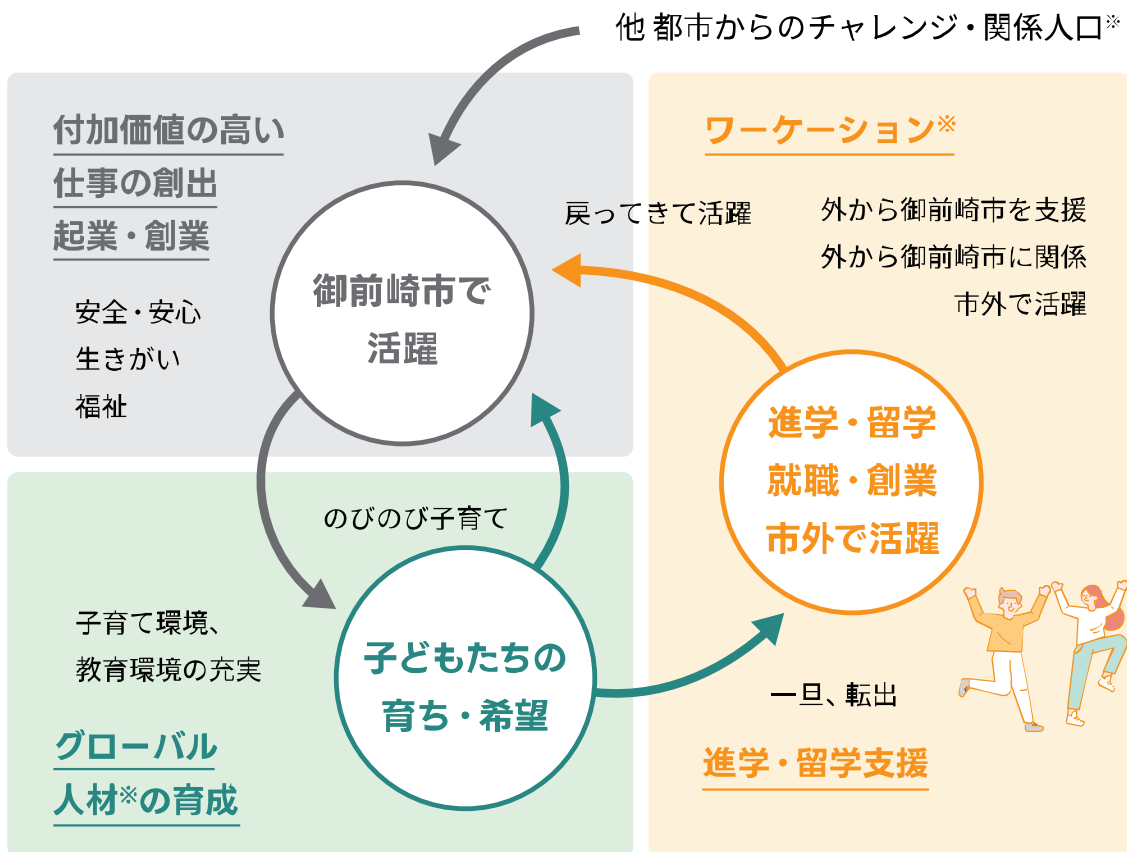 他 都市からのチャレンジ・関係人口※
付加価値の高い
仕事の創出
起業・創業
安全・安心
生きがい
福祉
御前崎市で
活躍
ワーケーション※
戻ってきて活躍
外から御前崎市を支援
外から御前崎市に関係
市外で活躍
進学・留学
就職・創業
市外で活躍
のびのび子育て
子育て環境、
教育環境の充実
グローバル
人材※の育成
子どもたちの
育ち・希望
一旦、転出
進学・留学支援